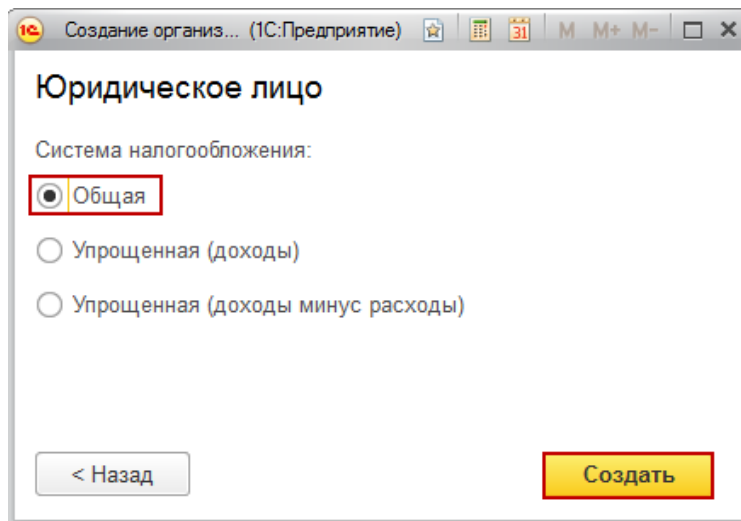 1С Создание организ... (1С:Предприятие) 31 M M+ M-
Юридическое лицо
Система налогообложения:
Общая
Упрощенная (доходы)
Упрощенная (доходы минус расходы)
< Назад Создать